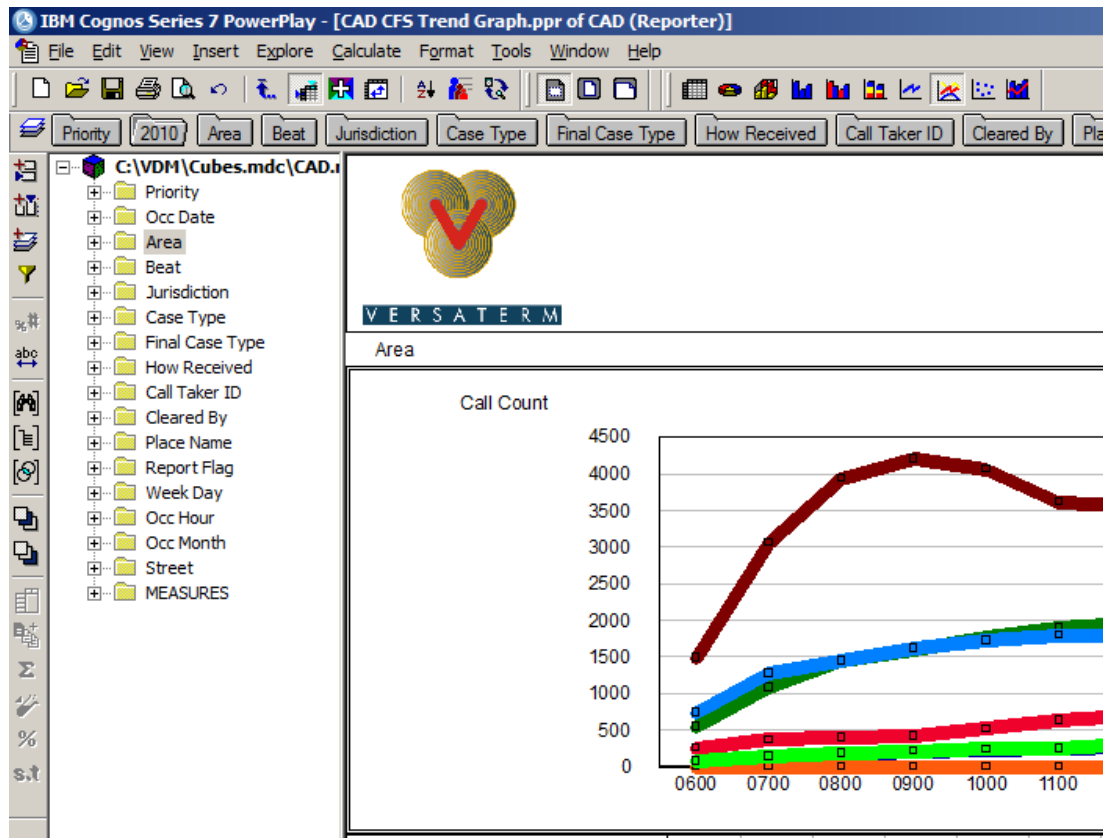 IBM Cognos Series 7 PowerPlay - [CAD CFS Trend Graph.ppr of CAD (Reporter)]
File Edit View Insert Explore Calculate Format Tools Window Help
Priority 2010 Area Beat Jurisdiction Case Type Final Case Type How Received Call Taker ID Cleared By Pla
C:\VDM\Cubes.mdc\CAD.
Priority
Occ Date
Area
Beat
Jurisdiction
Case Type
Final Case Type
How Received
Call Taker ID
Cleared By
Place Name
Report Flag
Week Day
Occ Hour
Occ Month
Street
MEASURES
abc
%
s,t
VERSATERM
Area
Call Count
4500
4000
3500
3000
2500
2000
1500
1000
500
0
0600 0700 0800 0900 1000 1100